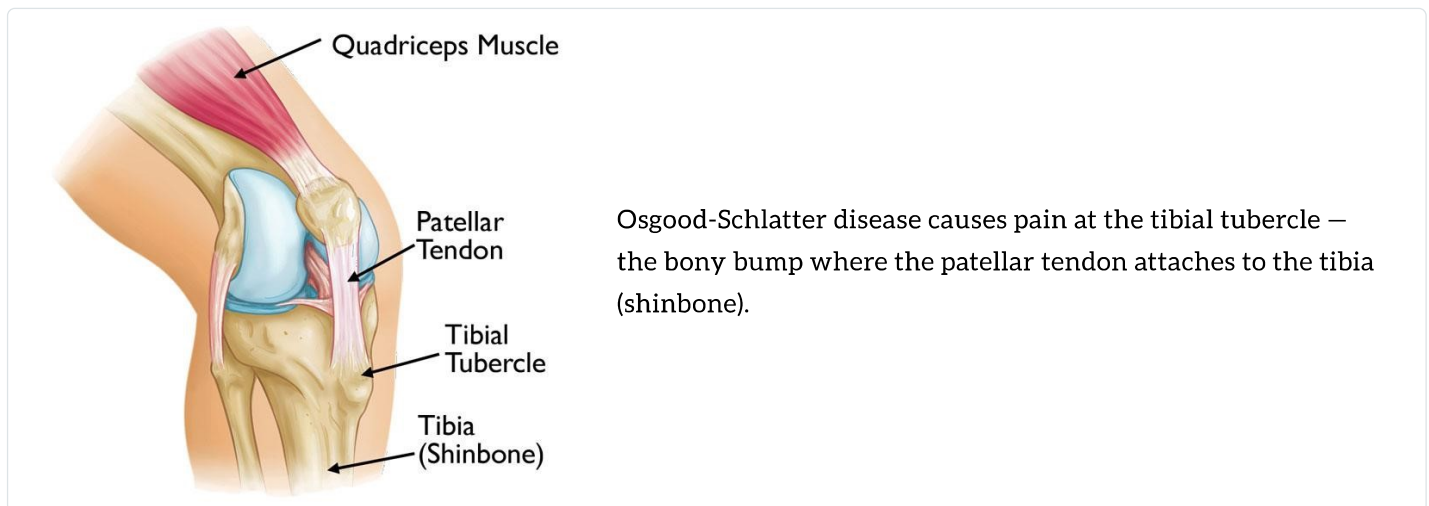 Quadriceps Muscle
Patellar
Tendon
Tibial
Tubercle
Tibia
(Shinbone)
Osgood-Schlatter disease causes pain at the tibial tubercle —
the bony bump where the patellar tendon attaches to the tibia
(shinbone).